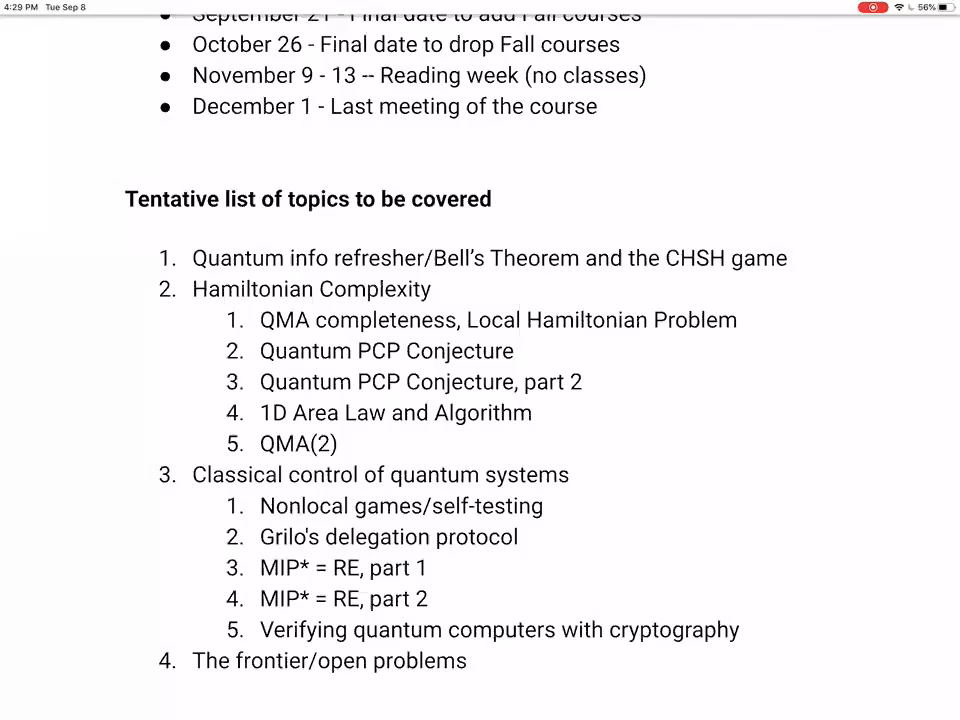 4:29 PM Tue Sep 8
56%
September 21 - Final date to add Fall courses
● October 26 - Final date to drop Fall courses
● November 9 - 13 -- Reading week (no classes)
● December 1 - Last meeting of the course
Tentative list of topics to be covered
1. Quantum info refresher/Bell’s Theorem and the CHSH game
2. Hamiltonian Complexity
1. QMA completeness, Local Hamiltonian Problem
2. Quantum PCP Conjecture
3. Quantum PCP Conjecture, part 2
4. 1D Area Law and Algorithm
5. QMA(2)
3. Classical control of quantum systems
1. Nonlocal games/self-testing
2. Grilo's delegation protocol
3. MIP* = RE, part 1
4. MIP* = RE, part 2
5. Verifying quantum computers with cryptography
4. The frontier/open problems